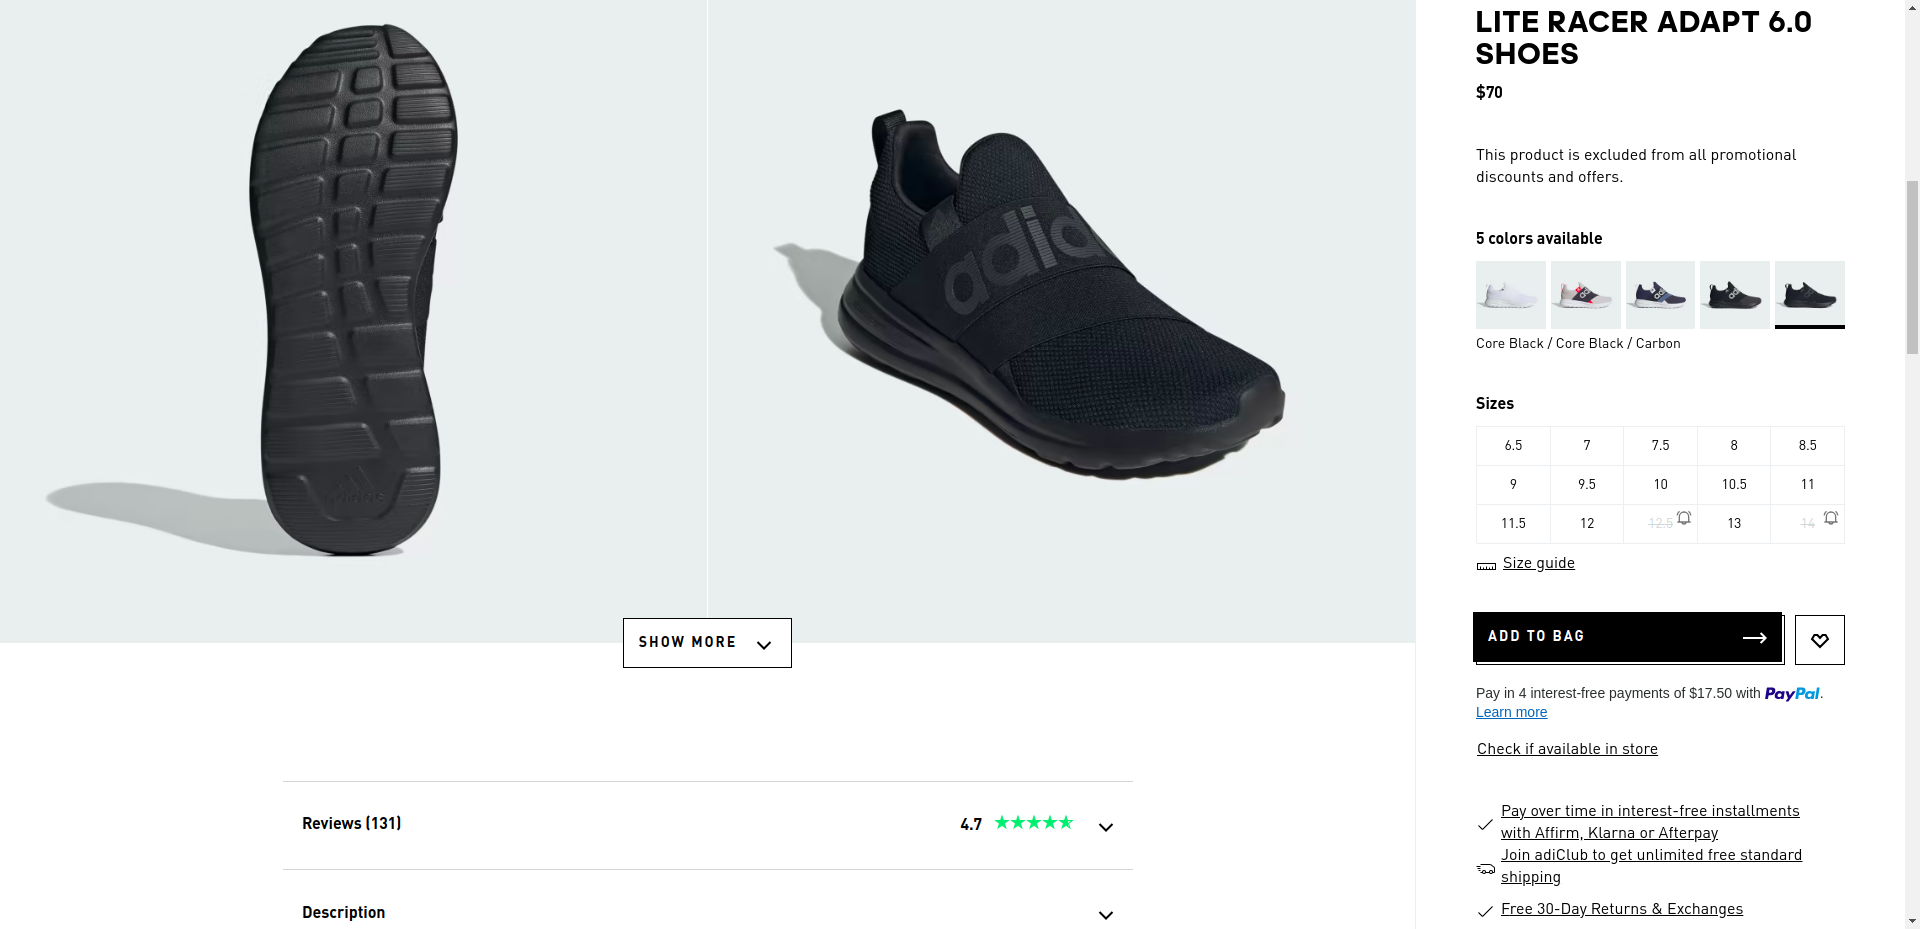 LITE RACER ADAPT 6.0
SHOES
$70
This product is excluded from all promotional
discounts and offers.
5 colors available
Core Black / Core Black / Carbon
Sizes
6.5 7 7.5 8 8.5
9 9.5 10 10.5 11
11.5 12 12.5 13 14
Size guide
ADD TO BAG
Pay in 4 interest-free payments of $17.50 with PayPal.
Learn more
Check if available in store
Pay over time in interest-free installments
with Affirm, Klarna or Afterpay
Join adiClub to get unlimited free standard
shipping
Free 30-Day Returns & Exchanges
adidas
adid
SHOW MORE
Reviews (131) 4.7
Description